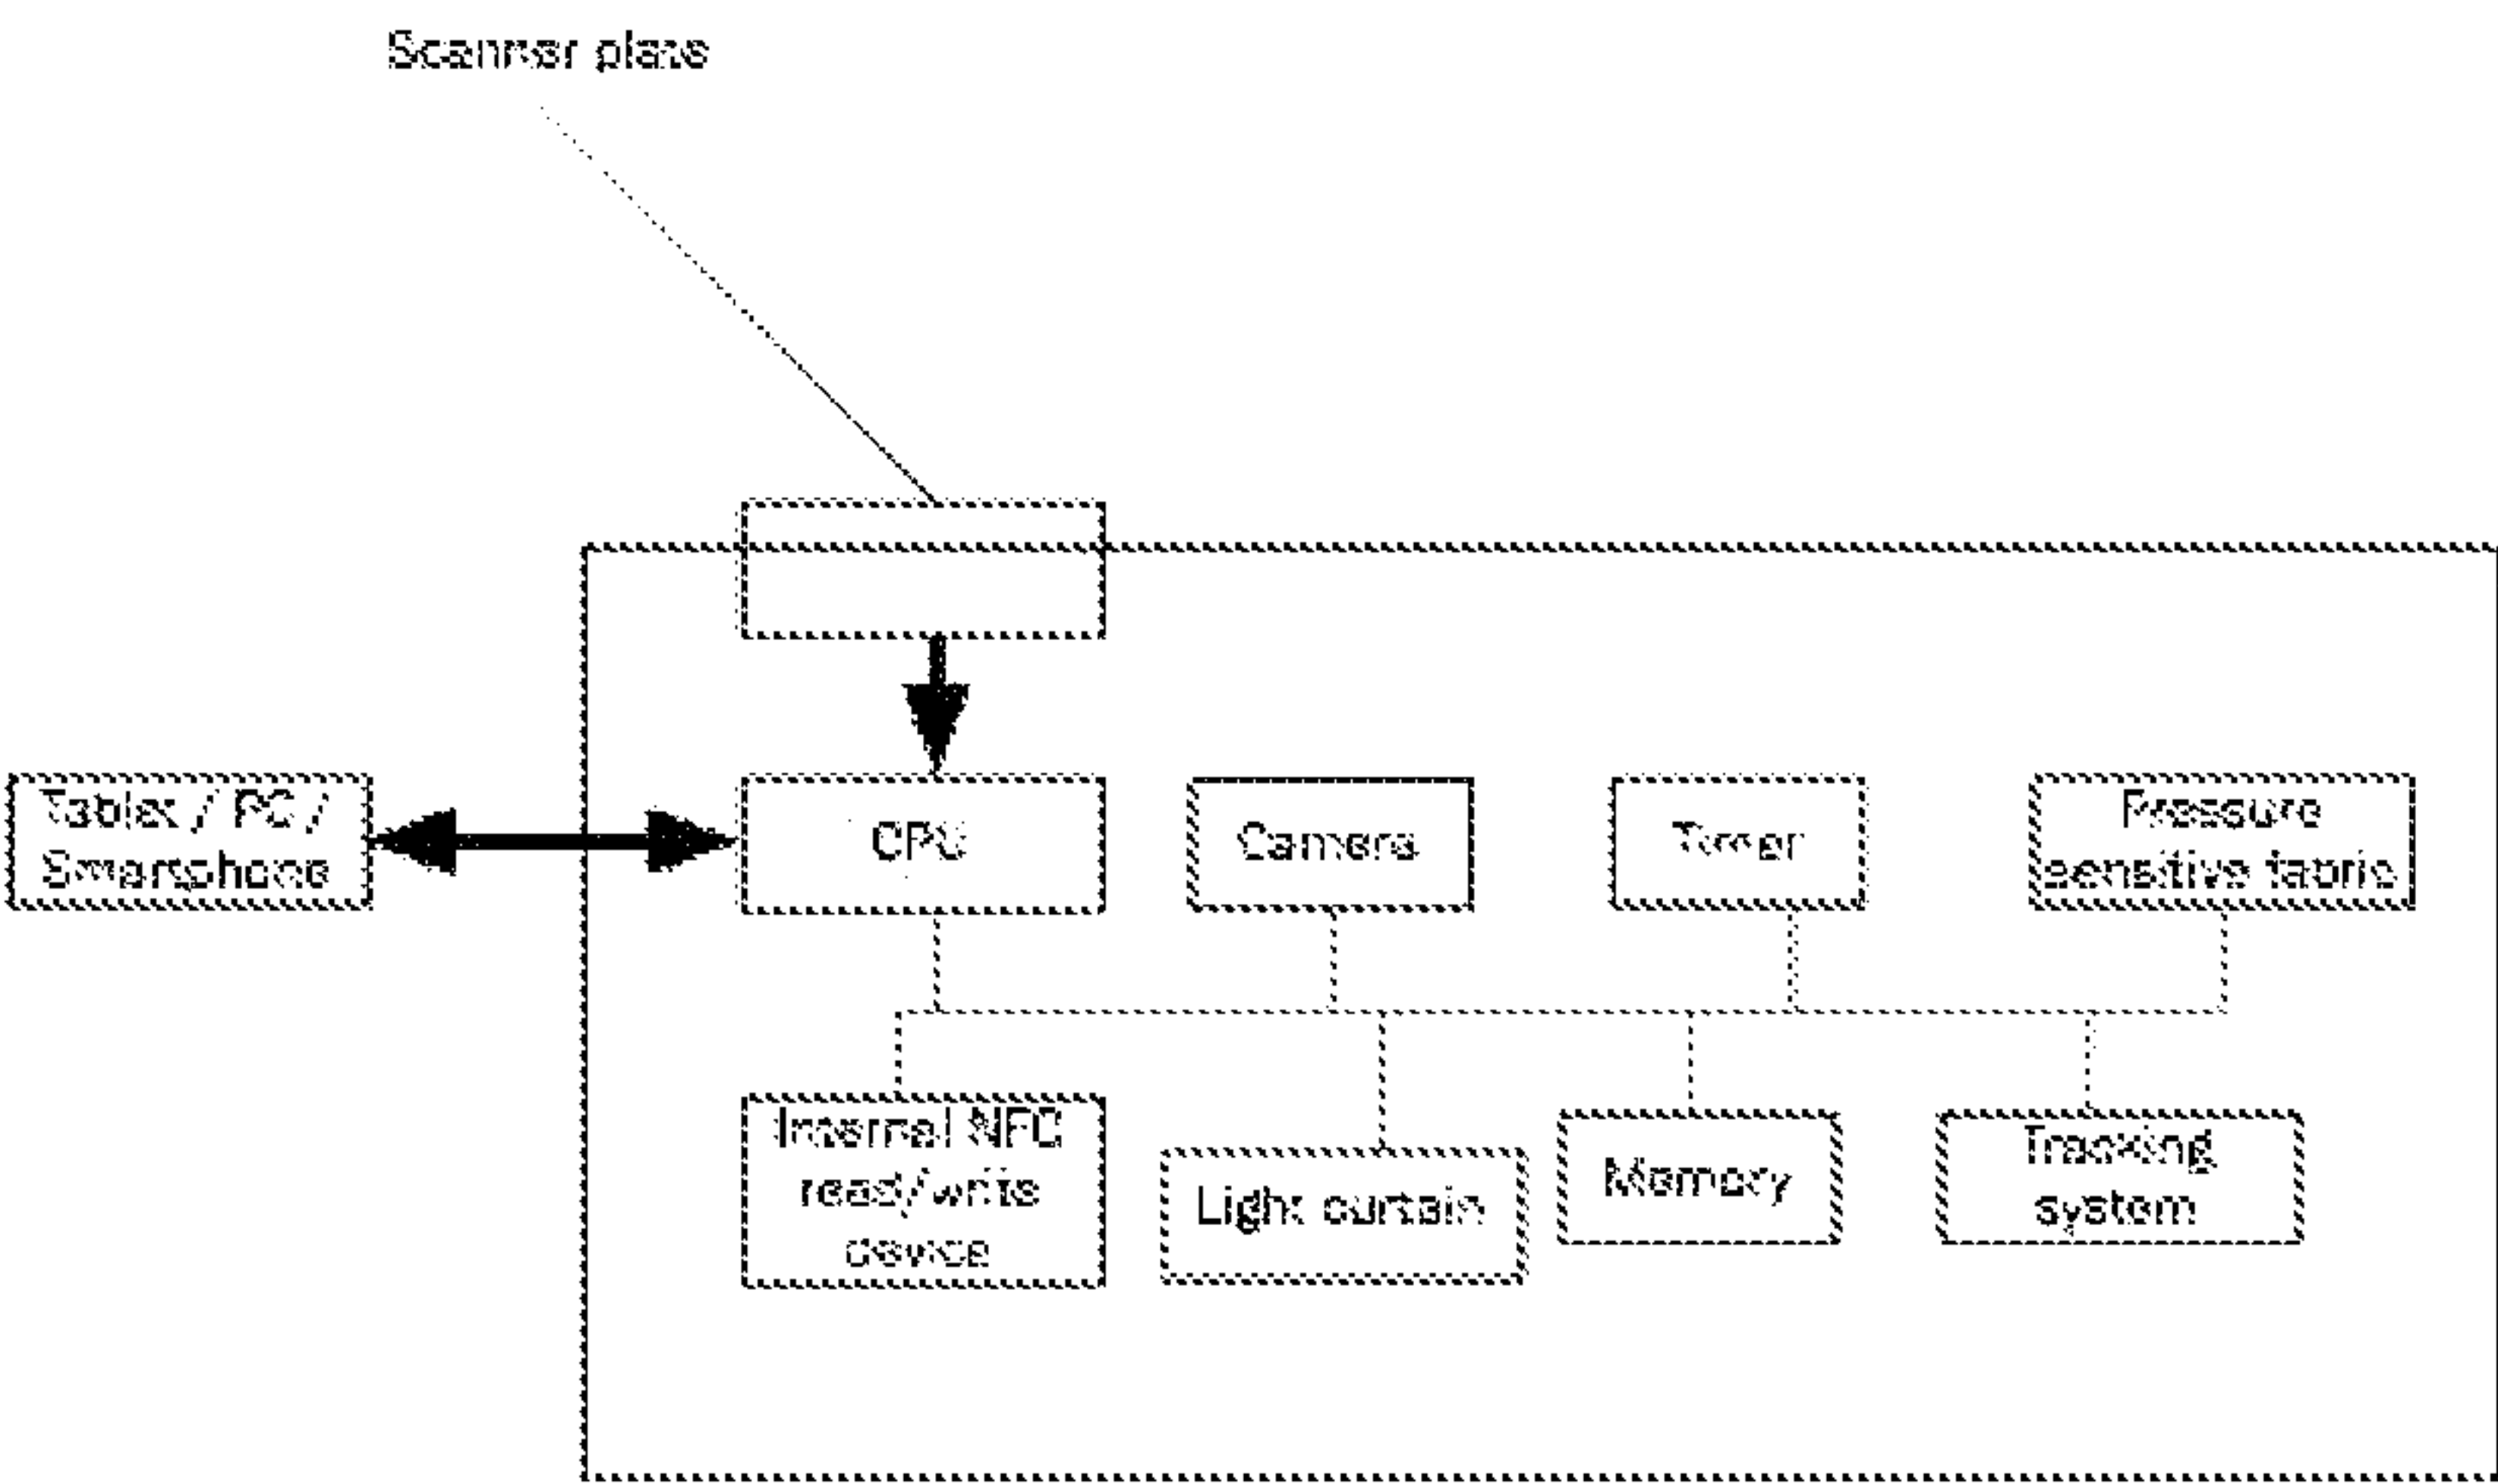 Scanner plate
Tablet / PC /
Smartphone
CPU
Camera
Timer
Pressure
sensitive fabric
Internal NFC
read/write
device
Light curtain
Memory
Tracking
system